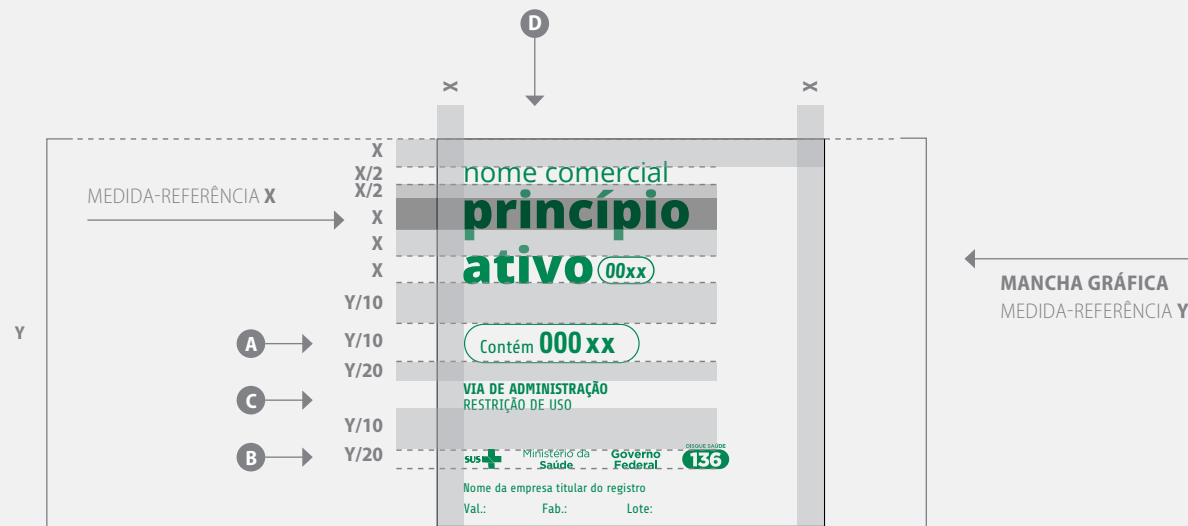 D
X X
X
X/2
X/2
X
X
X
Y/10
Y/10
Y/20
Y/10
Y/20
MEDIDA-REFERÊNCIA X
Y
A
C
B
nome comercial
princípio
ativo 00xx
Contém 000 xx
VIA DE ADMINISTRAÇÃO
RESTRIÇÃO DE USO
SUS
Ministério da
Saúde
Governo
Federal
DISQUE SAÚDE
136
Nome da empresa titular do registro
Val.: Fab.: Lote:
MANCHA GRÁFICA
MEDIDA-REFERÊNCIA Y